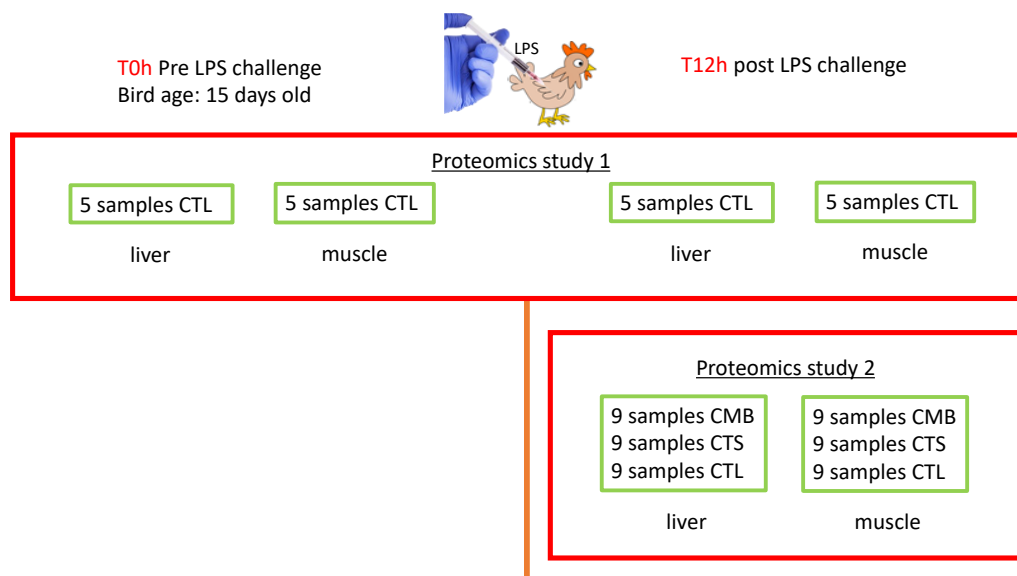 T0h Pre LPS challenge
Bird age: 15 days old
LPS
T12h post LPS challenge
Proteomics study 1
5 samples CTL
5 samples CTL
5 samples CTL
5 samples CTL
liver
muscle
liver
muscle
Proteomics study 2
9 samples CMB
9 samples CTS
9 samples CTL
9 samples CMB
9 samples CTS
9 samples CTL
liver
muscle